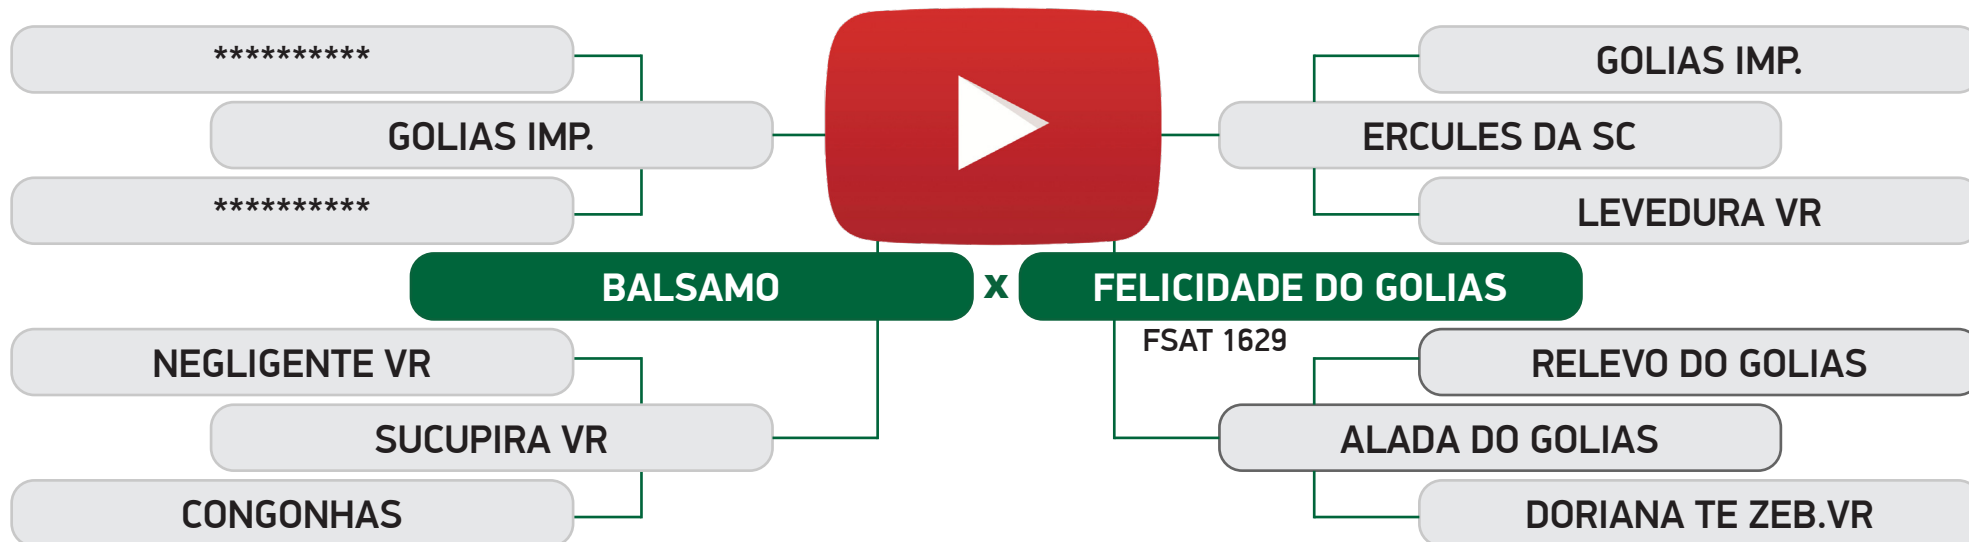 **********
GOLIAS IMP.
GOLIAS IMP.
ERCULES DA SC
**********
LEVEDURA VR
BALSAMO x FELICIDADE DO GOLIAS
FSAT 1629
NEGLIGENTE VR
RELEVO DO GOLIAS
SUCUPIRA VR
ALADA DO GOLIAS
CONGONHAS
DORIANA TE ZEB.VR